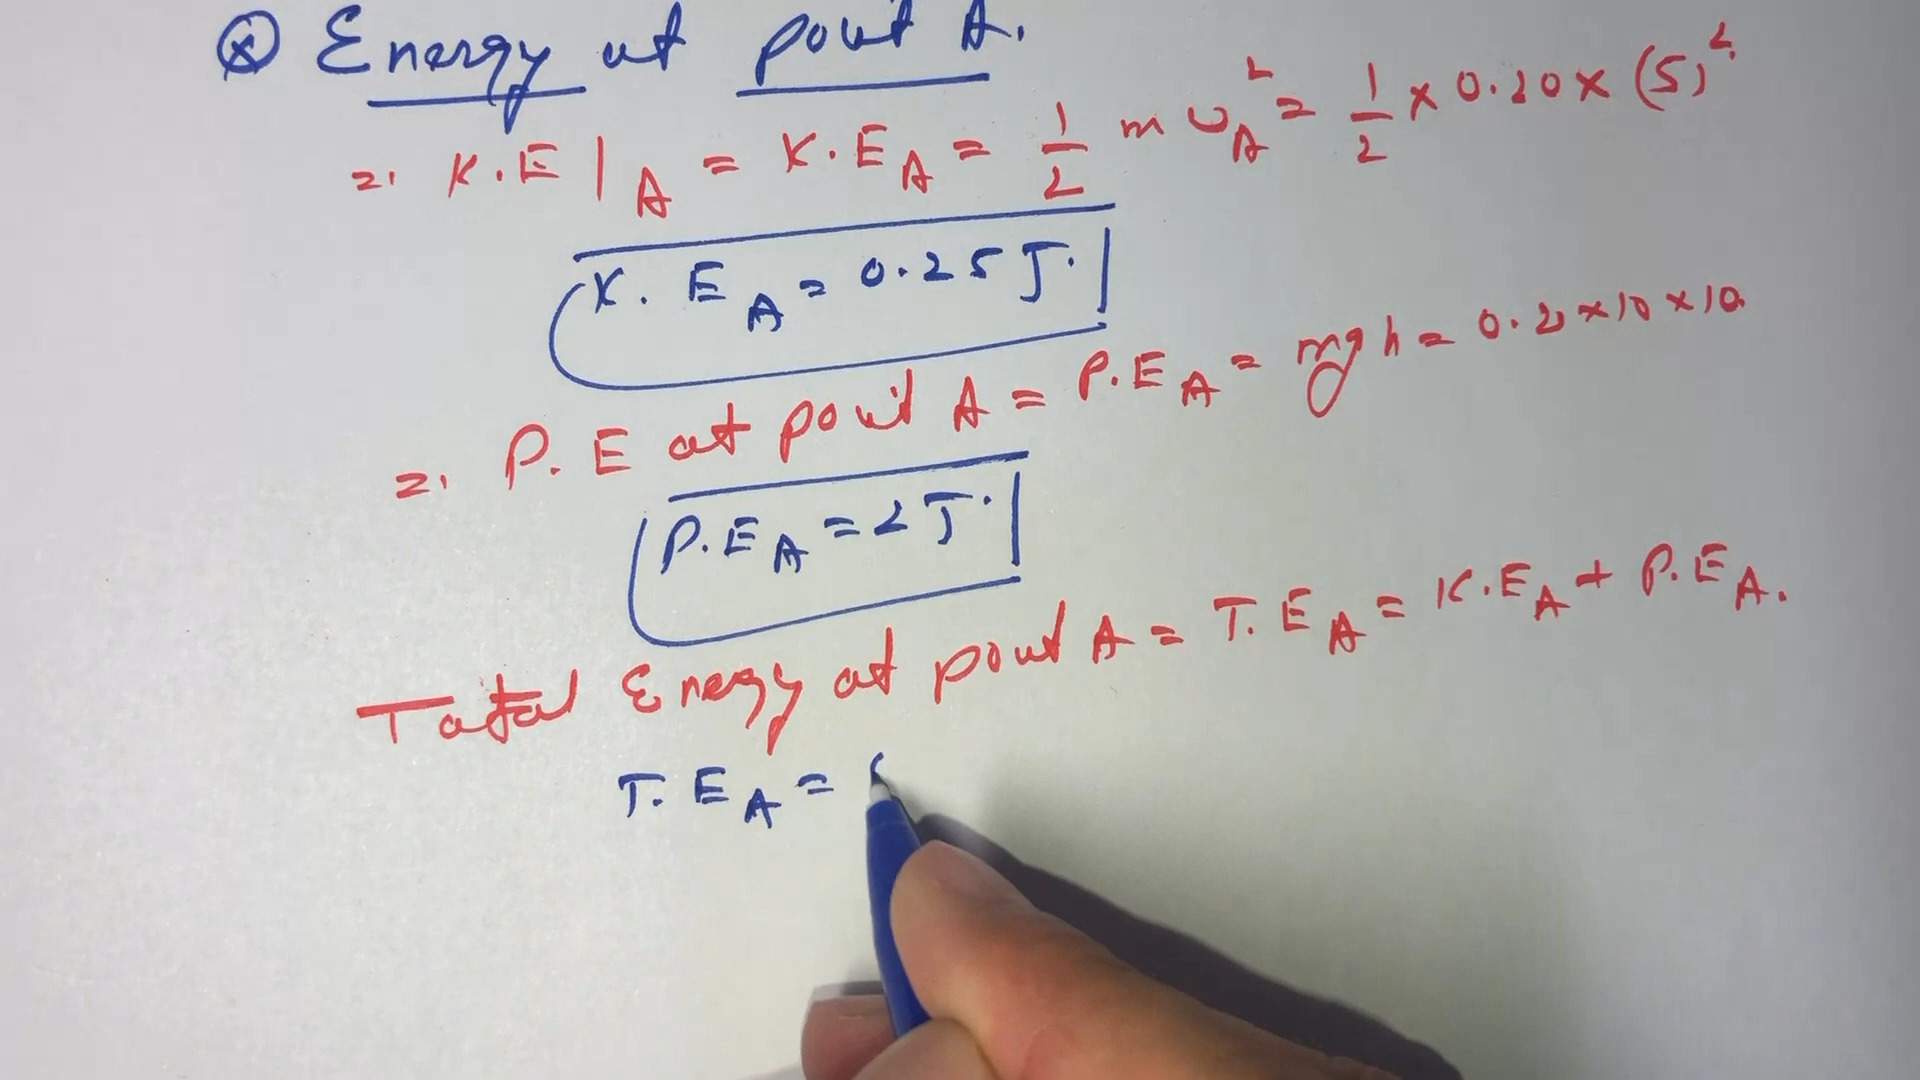 ⊗ Energy at point A.
=. K.E|A = K.EA = 1/2 m υA² = 1/2 × 0.20 × (5)²
K.EA = 0.25 J.
=. P.E at point A = P.EA = mgh = 0.2 × 10 × 10
P.EA = 2 J.
Total Energy at point A = T.EA = K.EA + P.EA.
T.EA =